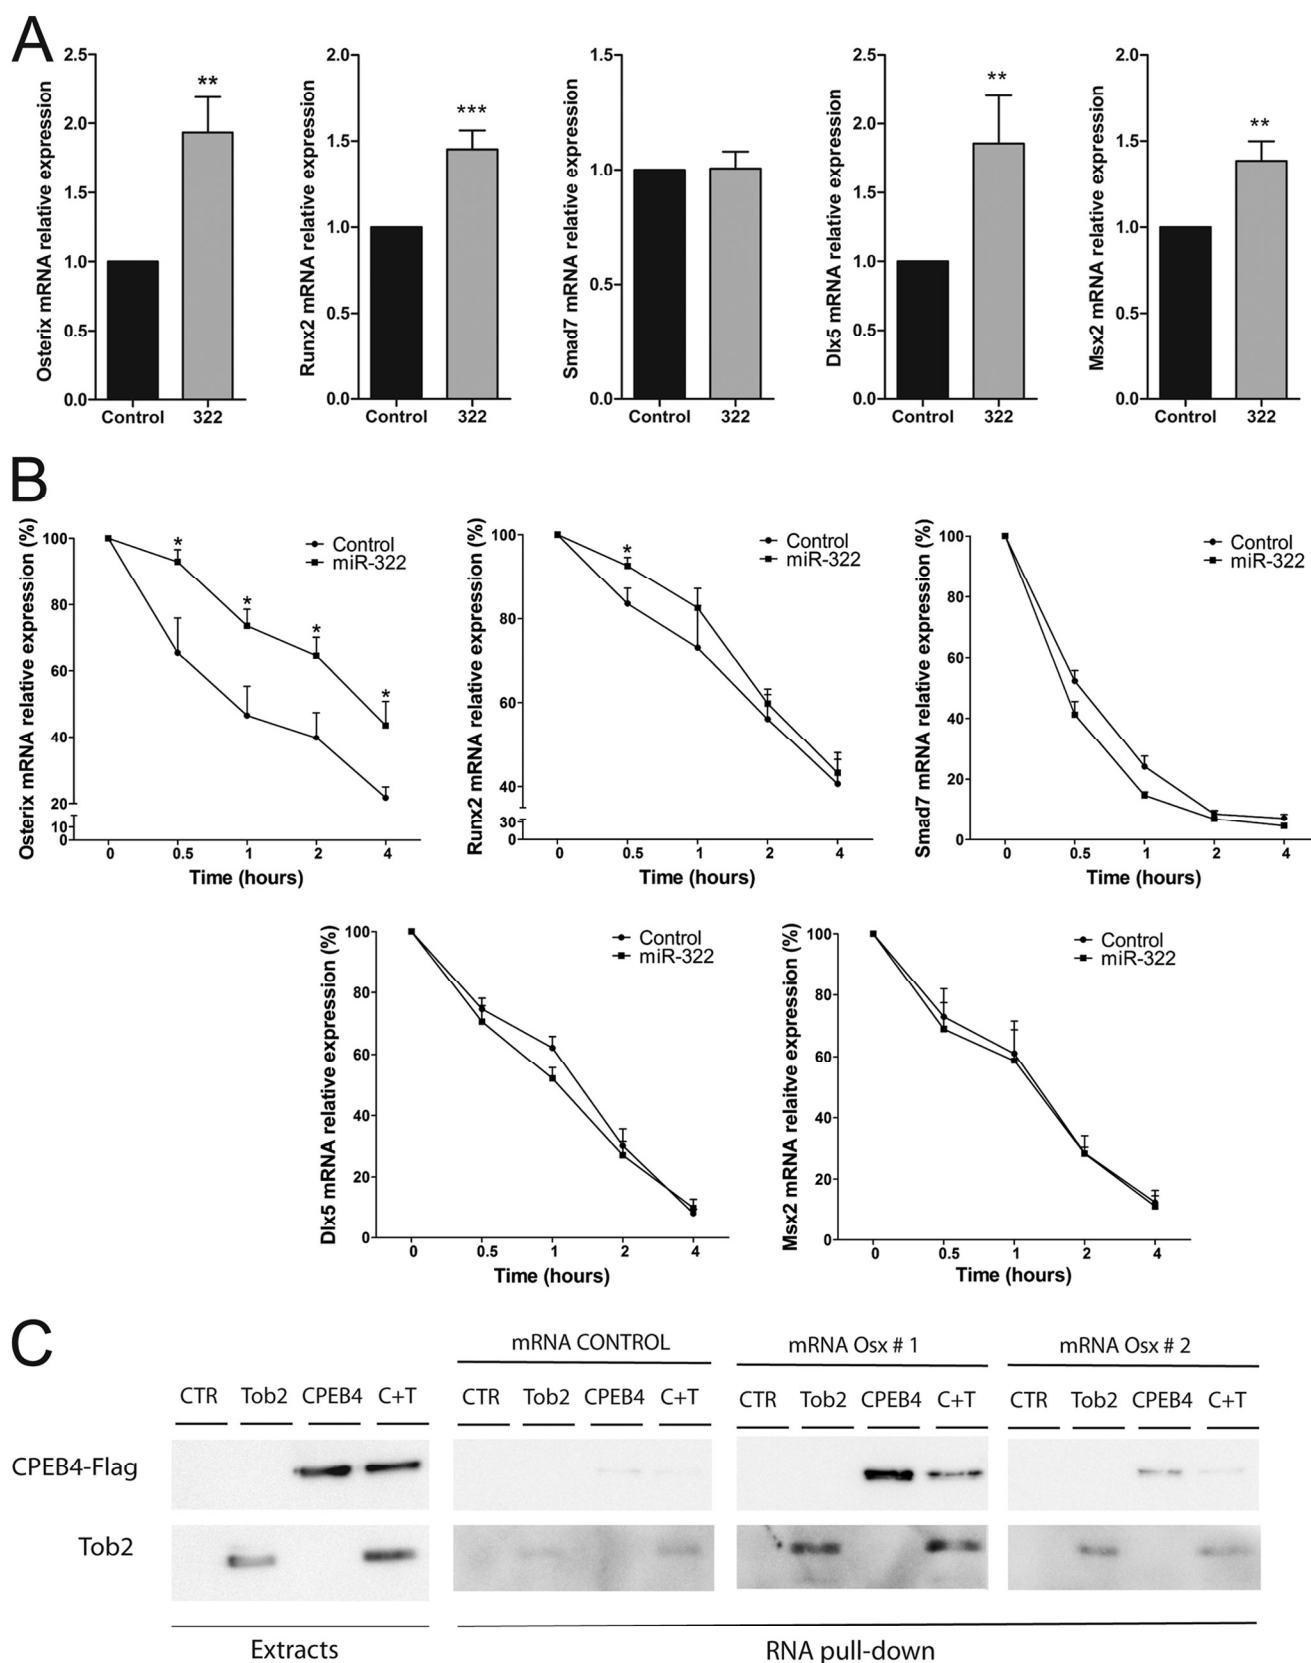 A
Osterix mRNA relative expression
2.5
2.0
1.5
1.0
0.5
0.0
**
Control 322
Runx2 mRNA relative expression
2.0
1.5
1.0
0.5
0.0
***
Control 322
Smad7 mRNA relative expression
1.5
1.0
0.5
0.0
Control 322
Dlx5 mRNA relative expression
2.5
2.0
1.5
1.0
0.5
0.0
**
Control 322
Msx2 mRNA relative expression
2.0
1.5
1.0
0.5
0.0
**
Control 322
B
Osterix mRNA relative expression (%)
100
80
60
40
20
10
0
* * * *
Control
miR-322
0 0.5 1 2 4
Time (hours)
Runx2 mRNA relative expression (%)
100
80
60
40
30
0
*
Control
miR-322
0 0.5 1 2 4
Time (hours)
Smad7 mRNA relative expression (%)
100
80
60
40
20
0
Control
miR-322
0 0.5 1 2 4
Time (hours)
Dlx5 mRNA relative expression (%)
100
80
60
40
20
0
Control
miR-322
0 0.5 1 2 4
Time (hours)
Msx2 mRNA relaitve expression (%)
100
80
60
40
20
0
Control
miR-322
0 0.5 1 2 4
Time (hours)
C
mRNA CONTROL mRNA Osx # 1 mRNA Osx # 2
CTR Tob2 CPEB4 C+T CTR Tob2 CPEB4 C+T CTR Tob2 CPEB4 C+T CTR Tob2 CPEB4 C+T
CPEB4-Flag
Tob2
Extracts RNA pull-down